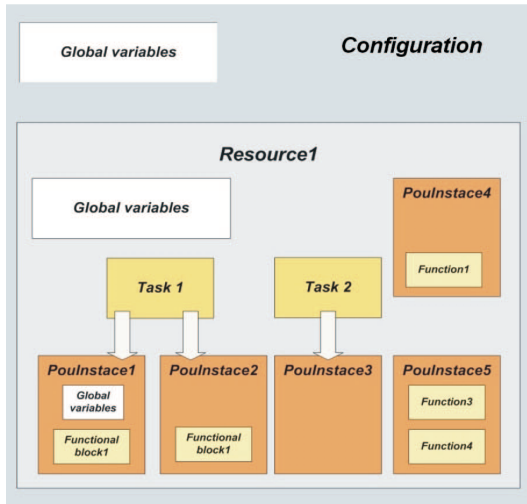 Global variables
Configuration
Resource1
Global variables
PouInstace4
Function1
Task 1
Task 2
PouInstace1
Global
variables
Functional
block1
PouInstace2
Functional
block1
PouInstace3
PouInstace5
Function3
Function4